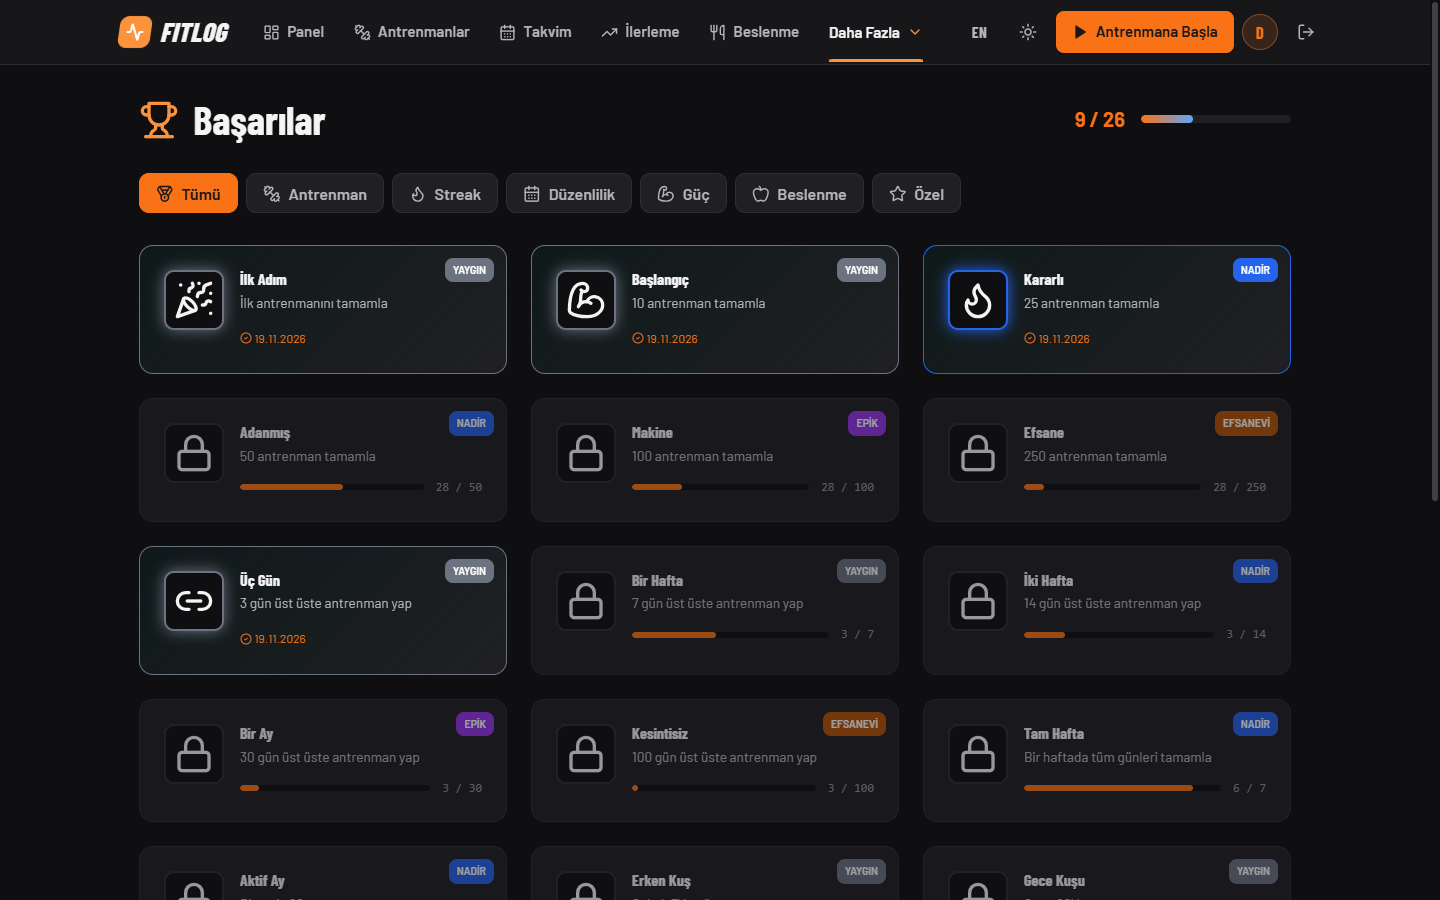 FITLOG
Panel
Antrenmanlar
Takvim
İlerleme
Beslenme
Daha Fazla
EN
Antrenmana Başla
D
Başarılar
9 / 26
Tümü
Antrenman
Streak
Düzenlilik
Güç
Beslenme
Özel
YAYGIN
İlk Adım
İlk antrenmanını tamamla
19.11.2026
YAYGIN
Başlangıç
10 antrenman tamamla
19.11.2026
NADİR
Kararlı
25 antrenman tamamla
19.11.2026
NADİR
Adanmış
50 antrenman tamamla
28 / 50
EPİK
Makine
100 antrenman tamamla
28 / 100
EFSANEVİ
Efsane
250 antrenman tamamla
28 / 250
YAYGIN
Üç Gün
3 gün üst üste antrenman yap
19.11.2026
YAYGIN
Bir Hafta
7 gün üst üste antrenman yap
3 / 7
NADİR
İki Hafta
14 gün üst üste antrenman yap
3 / 14
EPİK
Bir Ay
30 gün üst üste antrenman yap
3 / 30
EFSANEVİ
Kesintisiz
100 gün üst üste antrenman yap
3 / 100
NADİR
Tam Hafta
Bir haftada tüm günleri tamamla
6 / 7
NADİR
Aktif Ay
YAYGIN
Erken Kuş
YAYGIN
Gece Kuşu